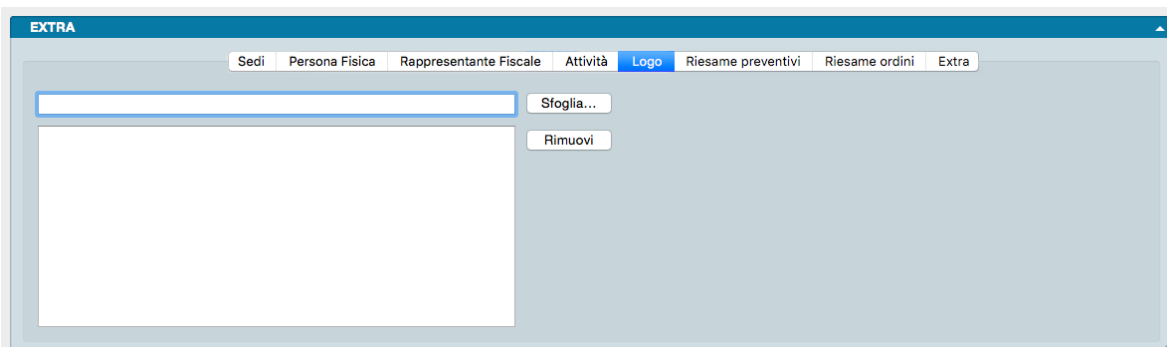 EXTRA
Sedi Persona Fisica Rappresentante Fiscale Attività Logo Riesame preventivi Riesame ordini Extra
Sfoglia...
Rimuovi